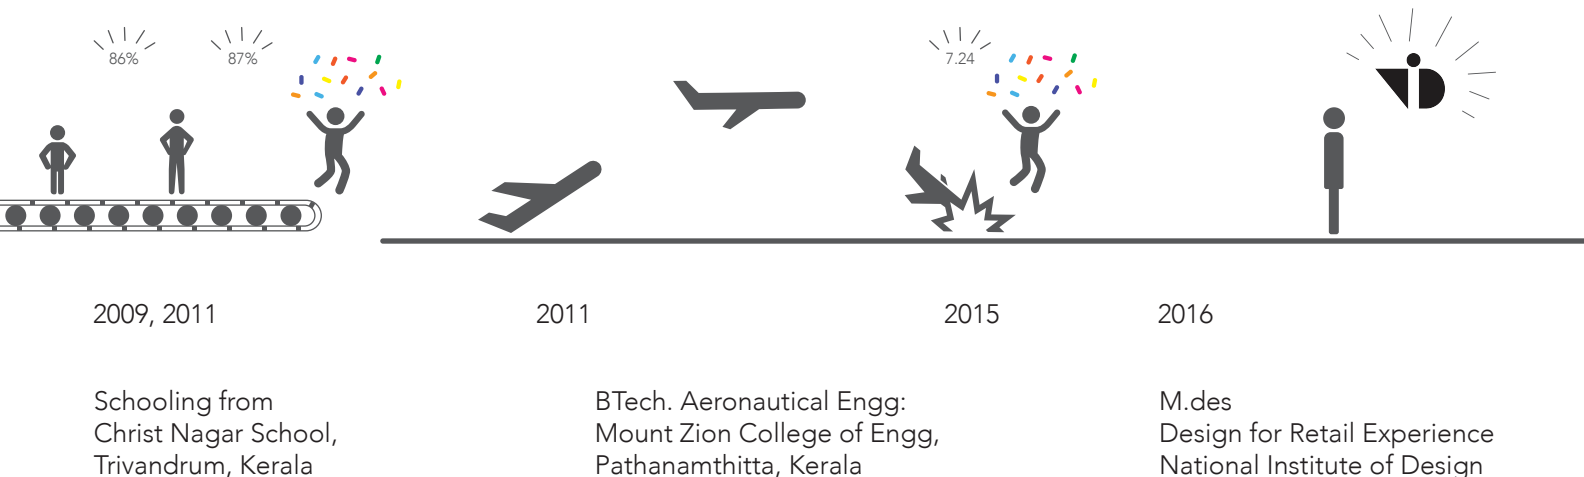 86%
87%
7.24
2009, 2011
2011
2015
2016
Schooling from
Christ Nagar School,
Trivandrum, Kerala
BTech. Aeronautical Engg:
Mount Zion College of Engg,
Pathanamthitta, Kerala
M.des
Design for Retail Experience
National Institute of Design